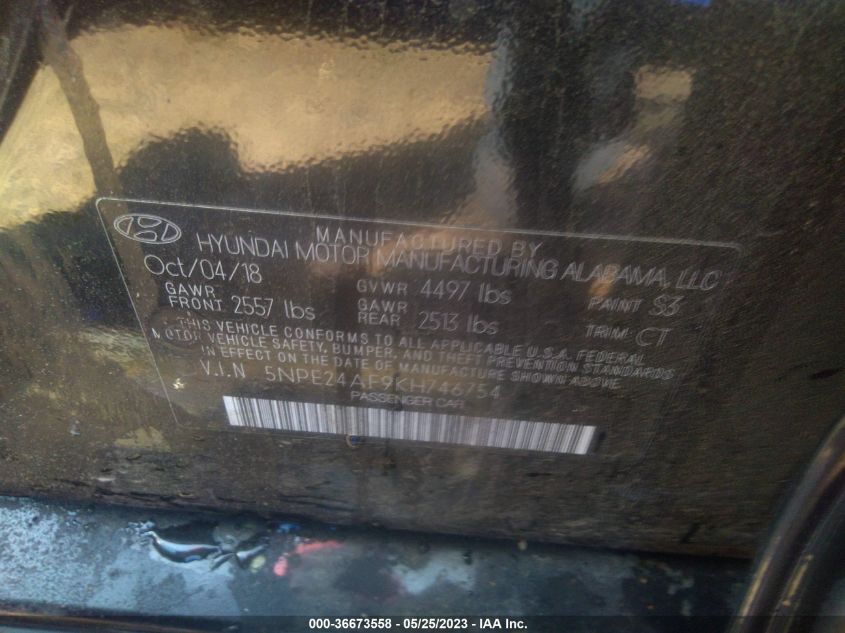 MANUFACTURED BY
HYUNDAI MOTOR MANUFACTURING ALABAMA, LLC
Oct/04/18 GVWR 4497 lbs PAINT S3
GAWR FRONT 2557 lbs GAWR REAR 2513 lbs TRIM: CT
THIS VEHICLE CONFORMS TO ALL APPLICABLE U.S.A. FEDERAL
MOTOR VEHICLE SAFETY, BUMPER, AND THEFT PREVENTION STANDARDS
IN EFFECT ON THE DATE OF MANUFACTURE SHOWN ABOVE.
V.I.N 5NPE24AF9KH746754
PASSENGER CAR
000-36673558 - 05/25/2023 - IAA Inc.